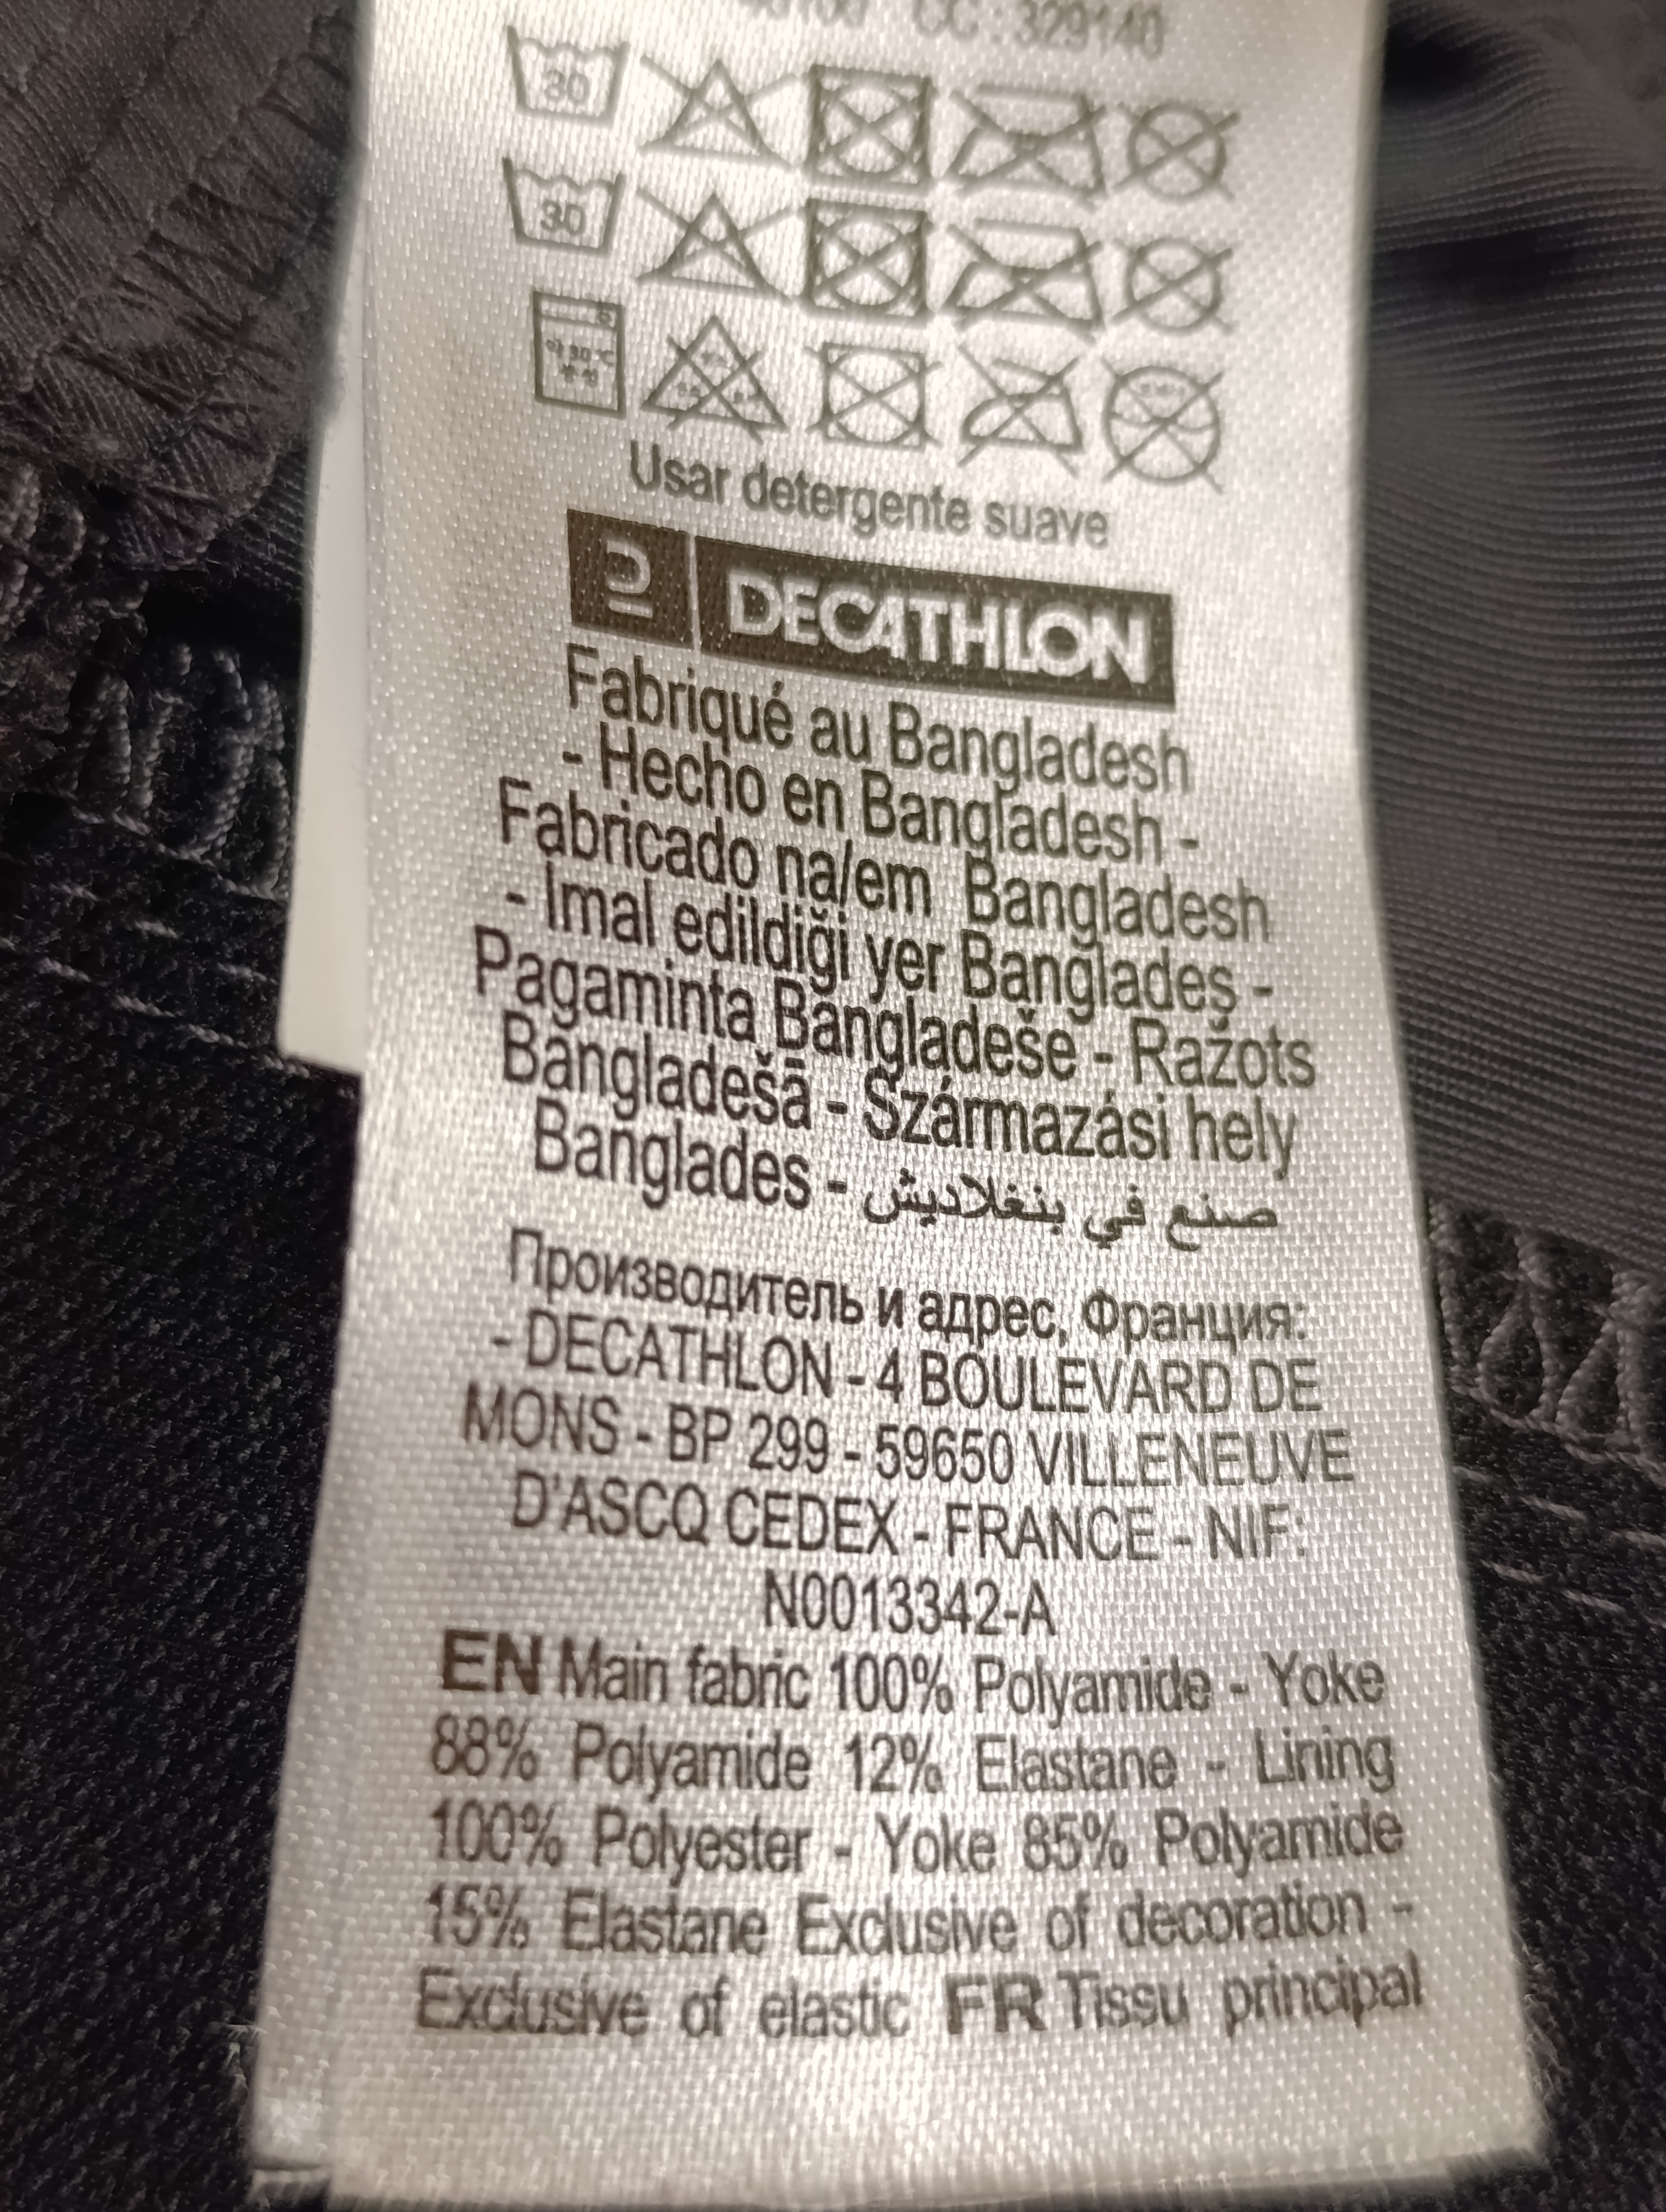 CC : 329140
30
30
30℃
Usar detergente suave
DECATHLON
Fabriqué au Bangladesh
- Hecho en Bangladesh -
Fabricado na/em Bangladesh
- İmal edildiği yer Bangladeş -
Pagaminta Bangladeše - Ražots
Bangladešā - Származási hely
Banglades - صنع في بنغلاديش
Производитель и адрес, Франция:
- DECATHLON - 4 BOULEVARD DE
MONS - BP 299 - 59650 VILLENEUVE
D'ASCQ CEDEX - FRANCE - NIF:
N0013342-A
EN Main fabric 100% Polyamide - Yoke
88% Polyamide 12% Elastane - Lining
100% Polyester - Yoke 85% Polyamide
15% Elastane Exclusive of decoration -
Exclusive of elastic FR Tissu principal